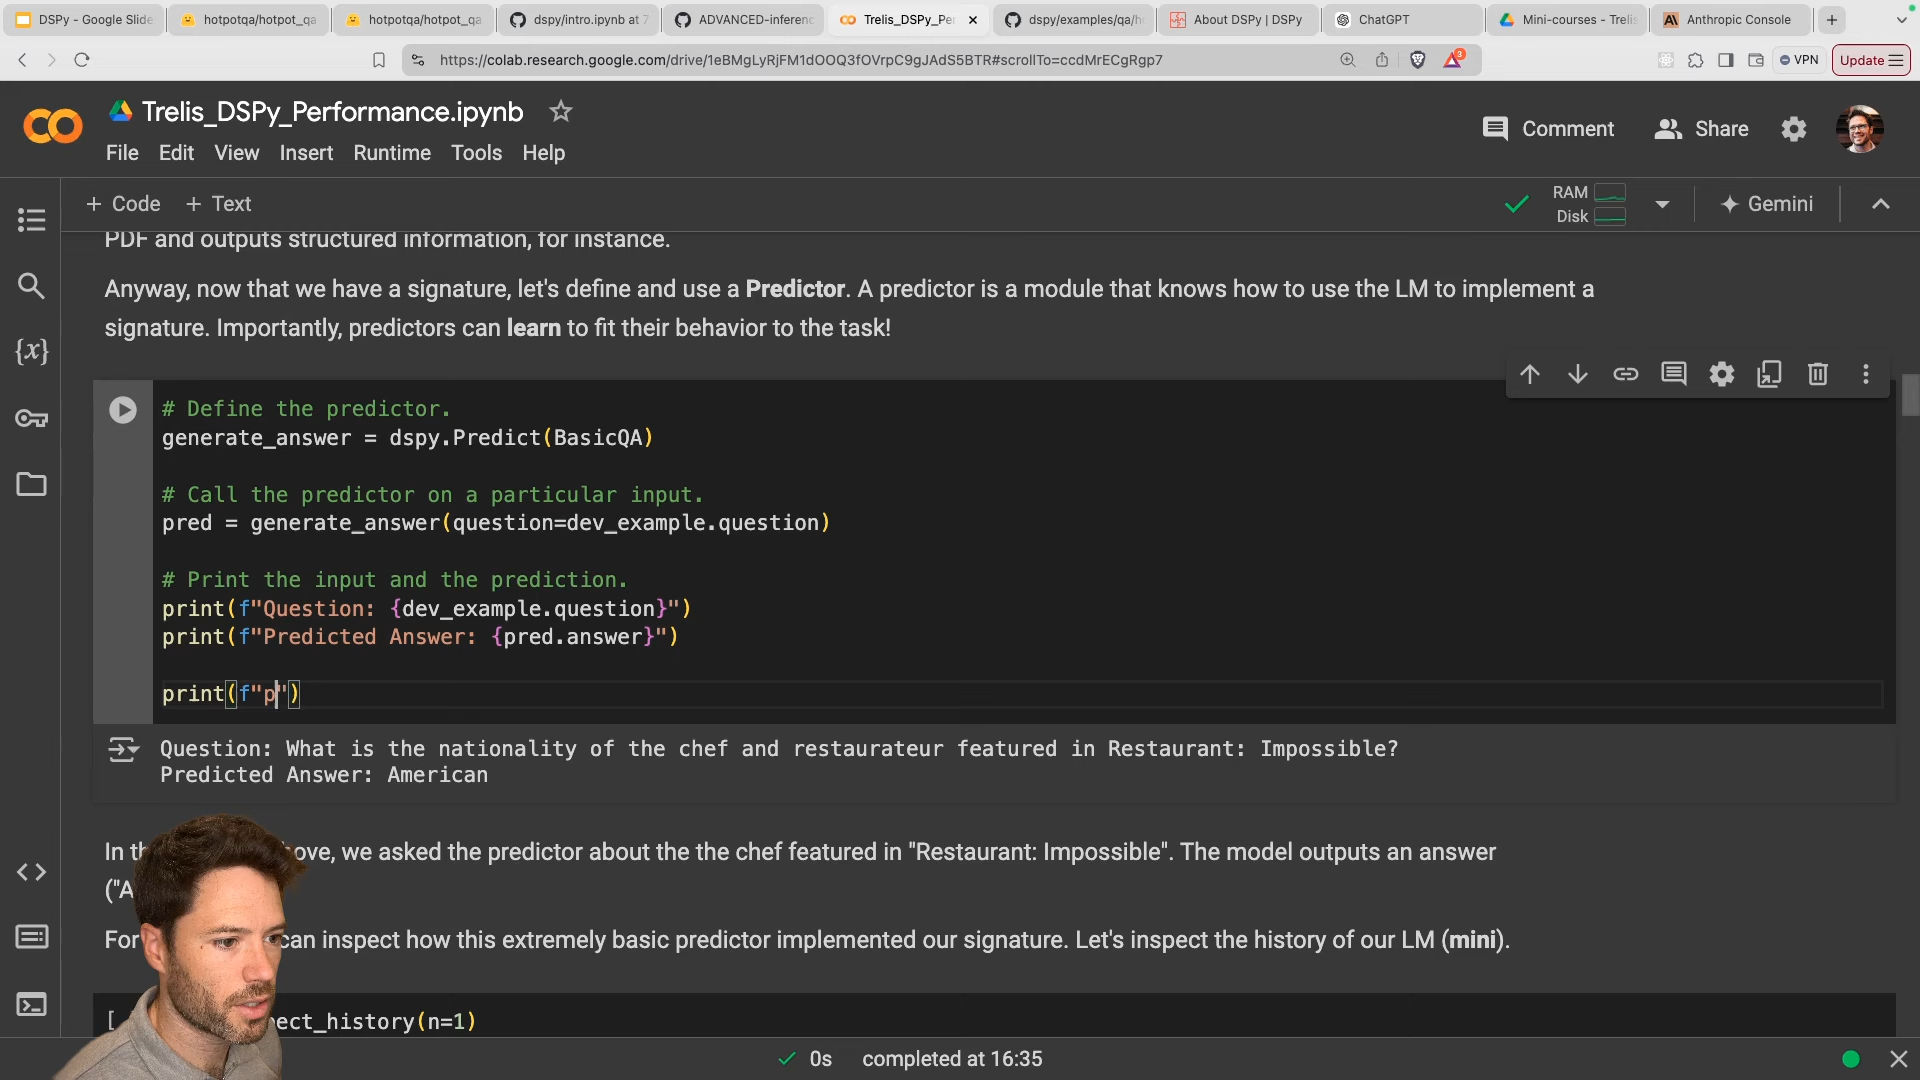 DSPy - Google Slide
hotpotqa/hotpot_qa
hotpotqa/hotpot_qa
dspy/intro.ipynb at 7
ADVANCED-inferenc
Trelis_DSPy_Per
dspy/examples/qa/h
About DSPy | DSPy
ChatGPT
Mini-courses - Trelis
Anthropic Console
https://colab.research.google.com/drive/1eBMgLyRjFM1dOOQ3fOVrpC9gJAdS5BTR#scrollTo=ccdMrECgRgp7
3
VPN
Update
Trelis_DSPy_Performance.ipynb
Comment
Share
File Edit View Insert Runtime Tools Help
+ Code + Text
RAM
Disk
Gemini
PDF and outputs structured information, for instance.
Anyway, now that we have a signature, let's define and use a Predictor. A predictor is a module that knows how to use the LM to implement a
signature. Importantly, predictors can learn to fit their behavior to the task!
# Define the predictor.
generate_answer = dspy.Predict(BasicQA)
# Call the predictor on a particular input.
pred = generate_answer(question=dev_example.question)
# Print the input and the prediction.
print(f"Question: {dev_example.question}")
print(f"Predicted Answer: {pred.answer}")
print(f"p")
Question: What is the nationality of the chef and restaurateur featured in Restaurant: Impossible?
Predicted Answer: American
In th ove, we asked the predictor about the the chef featured in "Restaurant: Impossible". The model outputs an answer
("A
For can inspect how this extremely basic predictor implemented our signature. Let's inspect the history of our LM (mini).
[ ect_history(n=1)
0s completed at 16:35